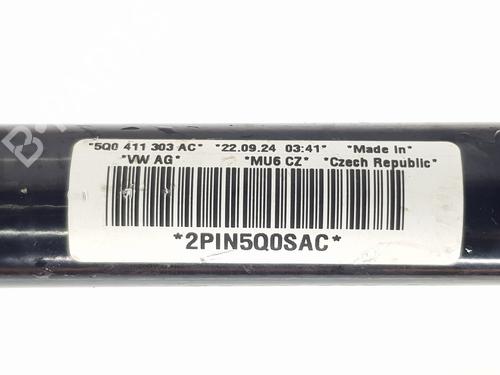 *5Q0 411 303 AC* *22.09.24 03:41* *Made in*
*VW AG* *MU6 CZ* *Czech Republic*
*2PIN5Q0SAC*